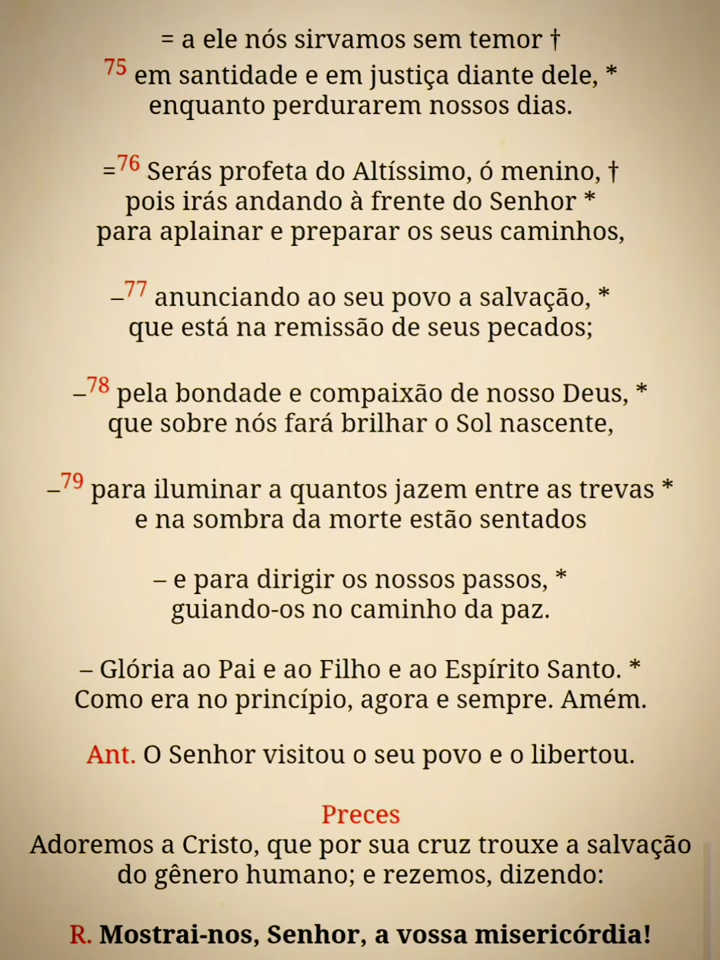 = a ele nós sirvamos sem temor †
75 em santidade e em justiça diante dele, *
enquanto perdurarem nossos dias.
=76 Serás profeta do Altíssimo, ó menino, †
pois irás andando à frente do Senhor *
para aplainar e preparar os seus caminhos,
–77 anunciando ao seu povo a salvação, *
que está na remissão de seus pecados;
–78 pela bondade e compaixão de nosso Deus, *
que sobre nós fará brilhar o Sol nascente,
–79 para iluminar a quantos jazem entre as trevas *
e na sombra da morte estão sentados
– e para dirigir os nossos passos, *
guiando-os no caminho da paz.
– Glória ao Pai e ao Filho e ao Espírito Santo. *
Como era no princípio, agora e sempre. Amém.
Ant. O Senhor visitou o seu povo e o libertou.
Preces
Adoremos a Cristo, que por sua cruz trouxe a salvação
do gênero humano; e rezemos, dizendo:
R. Mostrai-nos, Senhor, a vossa misericórdia!